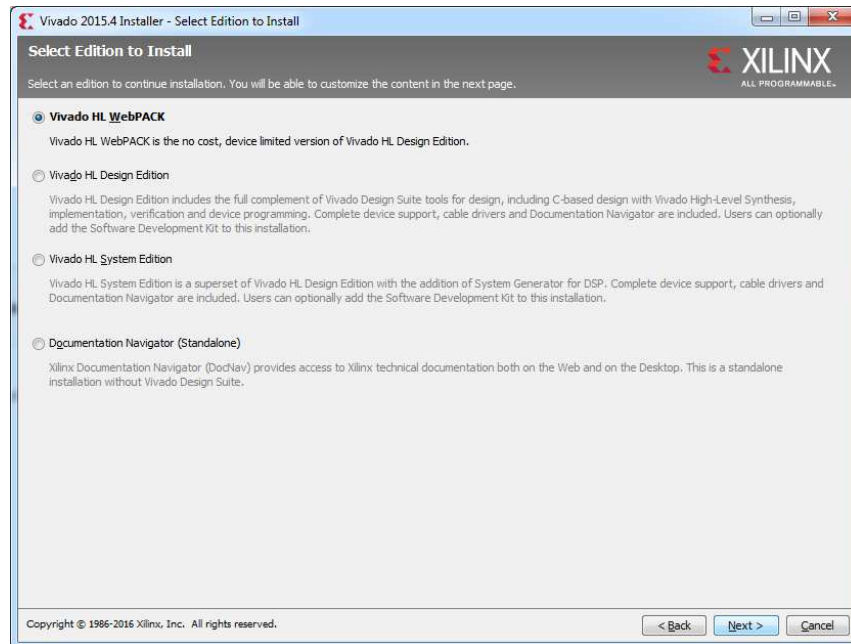 Vivado 2015.4 Installer - Select Edition to Install
Select Edition to Install
Select an edition to continue installation. You will be able to customize the content in the next page.
XILINX
ALL PROGRAMMABLE.
Vivado HL WebPACK
Vivado HL WebPACK is the no cost, device limited version of Vivado HL Design Edition.
Vivado HL Design Edition
Vivado HL Design Edition includes the full complement of Vivado Design Suite tools for design, including C-based design with Vivado High-Level Synthesis,
implementation, verification and device programming. Complete device support, cable drivers and Documentation Navigator are included. Users can optionally
add the Software Development Kit to this installation.
Vivado HL System Edition
Vivado HL System Edition is a superset of Vivado HL Design Edition with the addition of System Generator for DSP. Complete device support, cable drivers and
Documentation Navigator are included. Users can optionally add the Software Development Kit to this installation.
Documentation Navigator (Standalone)
Xilinx Documentation Navigator (DocNav) provides access to Xilinx technical documentation both on the Web and on the Desktop. This is a standalone
installation without Vivado Design Suite.
Copyright © 1986-2016 Xilinx, Inc. All rights reserved.
< Back
Next >
Cancel